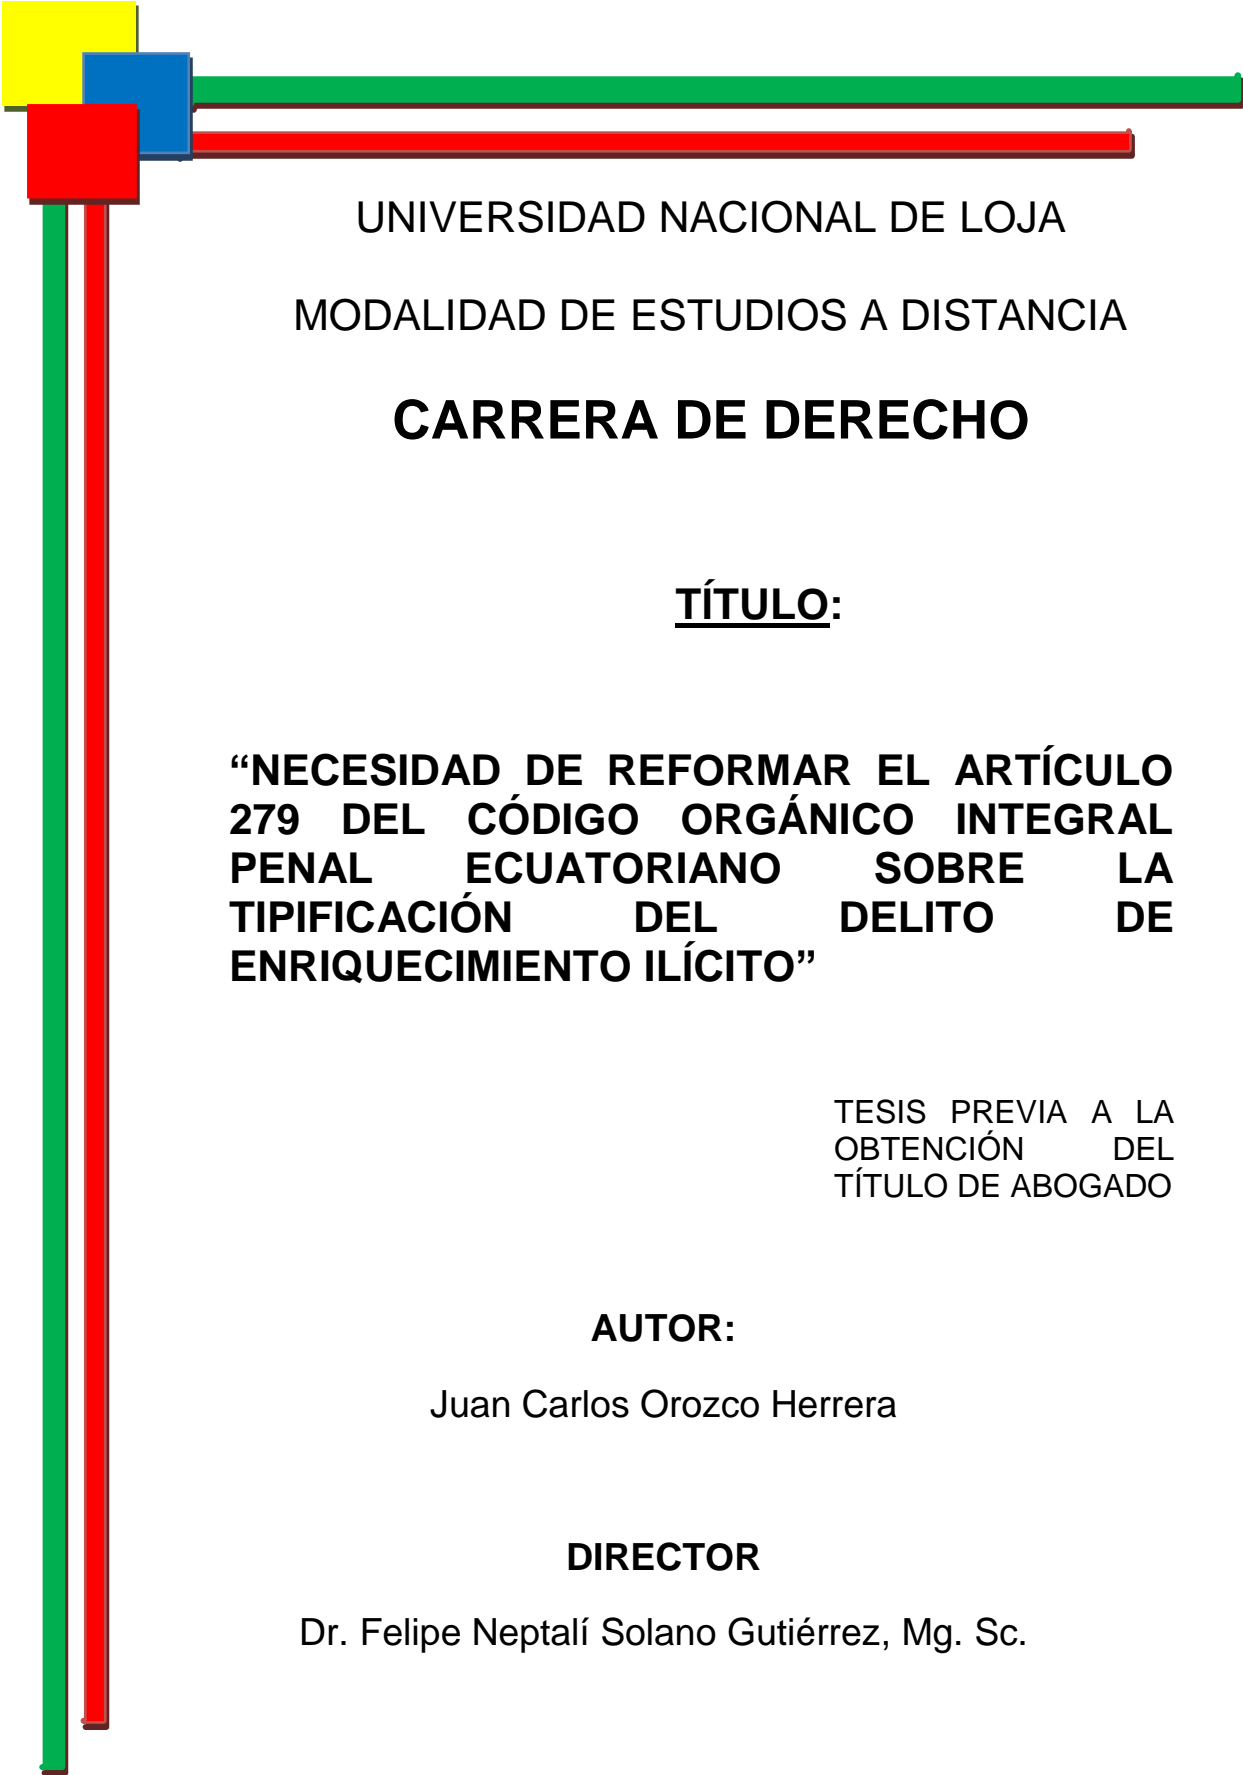 UNIVERSIDAD NACIONAL DE LOJA
MODALIDAD DE ESTUDIOS A DISTANCIA
CARRERA DE DERECHO
TÍTULO:
“NECESIDAD DE REFORMAR EL ARTÍCULO
279 DEL CÓDIGO ORGÁNICO INTEGRAL
PENAL ECUATORIANO SOBRE LA
TIPIFICACIÓN DEL DELITO DE
ENRIQUECIMIENTO ILÍCITO”
TESIS PREVIA A LA
OBTENCIÓN DEL
TÍTULO DE ABOGADO
AUTOR:
Juan Carlos Orozco Herrera
DIRECTOR
Dr. Felipe Neptalí Solano Gutiérrez, Mg. Sc.